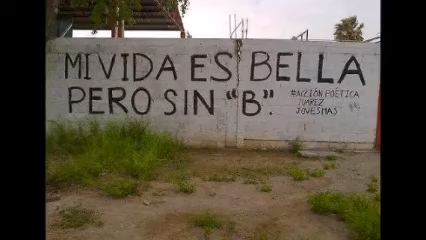 MI VIDA ES BELLA
PERO SIN "B".
#ACCIÓN POÉTICA
JUAREZ
JOVESMAS